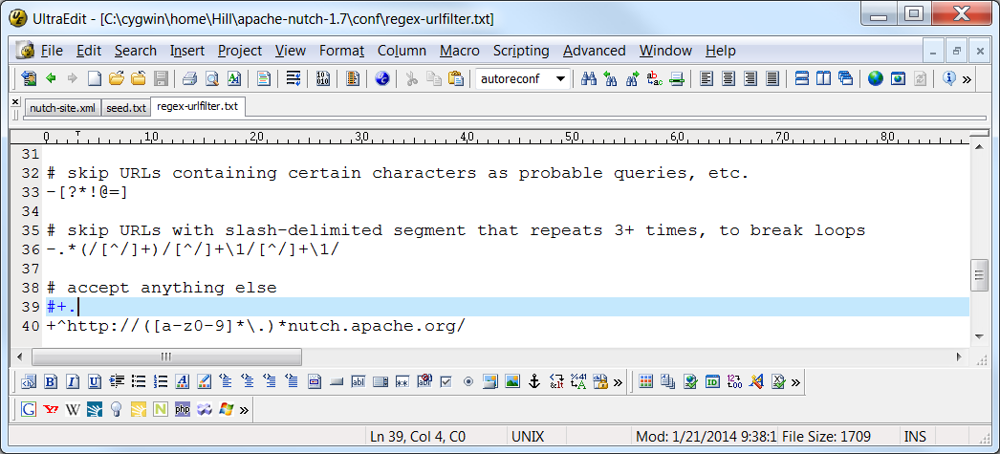 UltraEdit - [C:\cygwin\home\Hill\apache-nutch-1.7\conf\regex-urlfilter.txt]
File Edit Search Insert Project View Format Column Macro Scripting Advanced Window Help
autoreconf
nutch-site.xml seed.txt regex-urlfilter.txt
0 10 20 30 40 50 60 70 80
31
32 # skip URLs containing certain characters as probable queries, etc.
33 -[?*!@=]
34
35 # skip URLs with slash-delimited segment that repeats 3+ times, to break loops
36 -.*(/[^/]+)/[^/]+\1/[^/]+\1/
37
38 # accept anything else
39 #+.
40 +^http://([a-z0-9]*\.)*nutch.apache.org/
Ln 39, Col 4, C0 UNIX Mod: 1/21/2014 9:38:1 File Size: 1709 INS